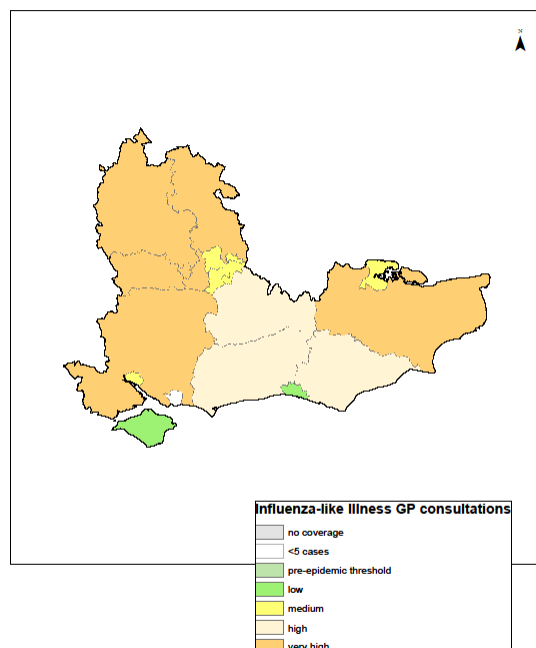 N
Influenza-like Illness GP consultations
no coverage
<5 cases
pre-epidemic threshold
low
medium
high
very high